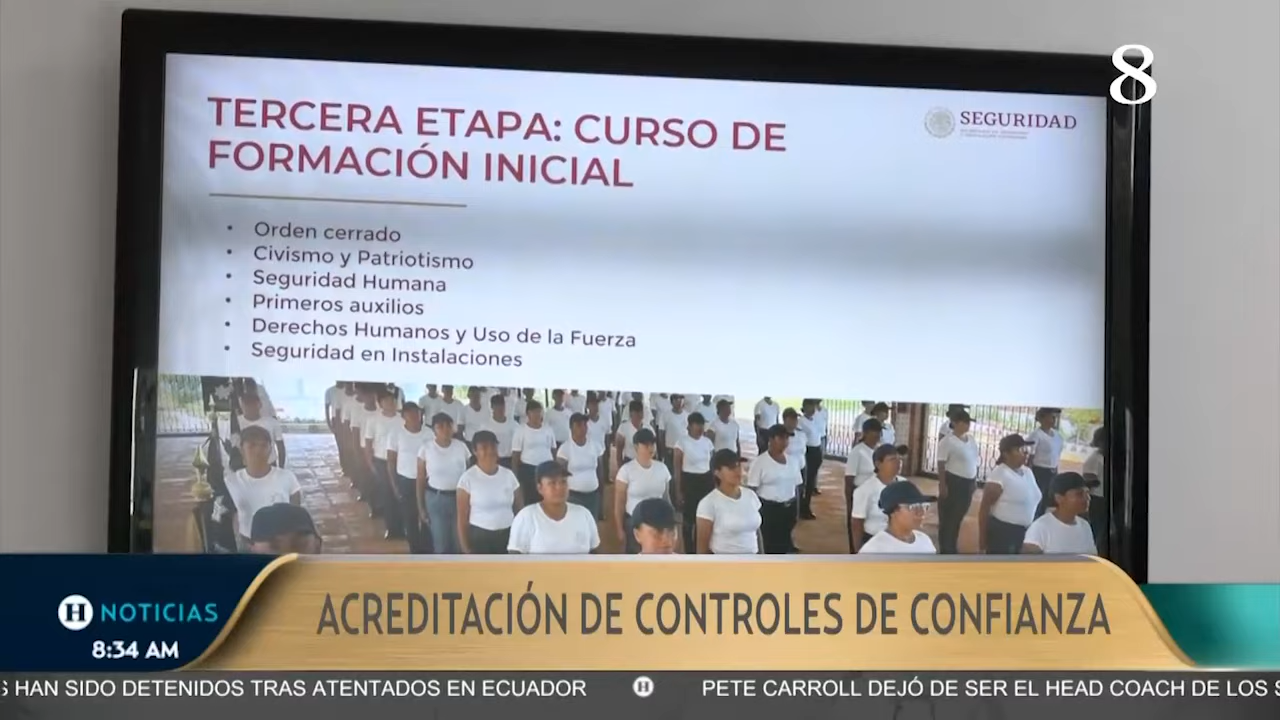 8
TERCERA ETAPA: CURSO DE
FORMACIÓN INICIAL
SEGURIDAD
• Orden cerrado
• Civismo y Patriotismo
• Seguridad Humana
• Primeros auxilios
• Derechos Humanos y Uso de la Fuerza
• Seguridad en Instalaciones
H NOTICIAS
8:34 AM
ACREDITACIÓN DE CONTROLES DE CONFIANZA
S HAN SIDO DETENIDOS TRAS ATENTADOS EN ECUADOR H PETE CARROLL DEJÓ DE SER EL HEAD COACH DE LOS S